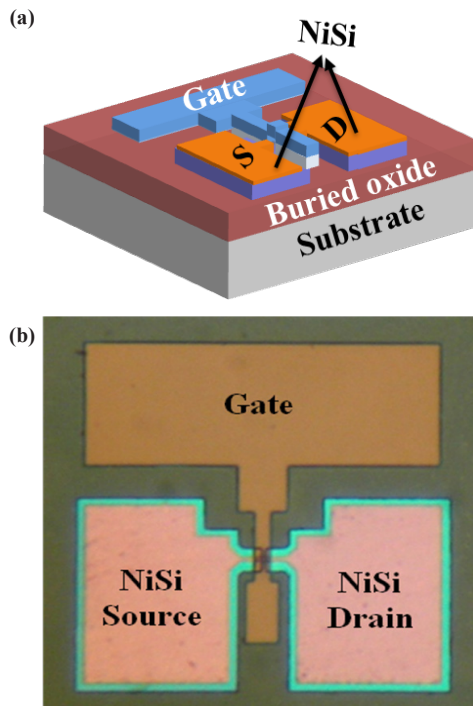 (a)
NiSi
Gate
S
D
Buried oxide
Substrate
(b)
Gate
NiSi
Source
NiSi
Drain